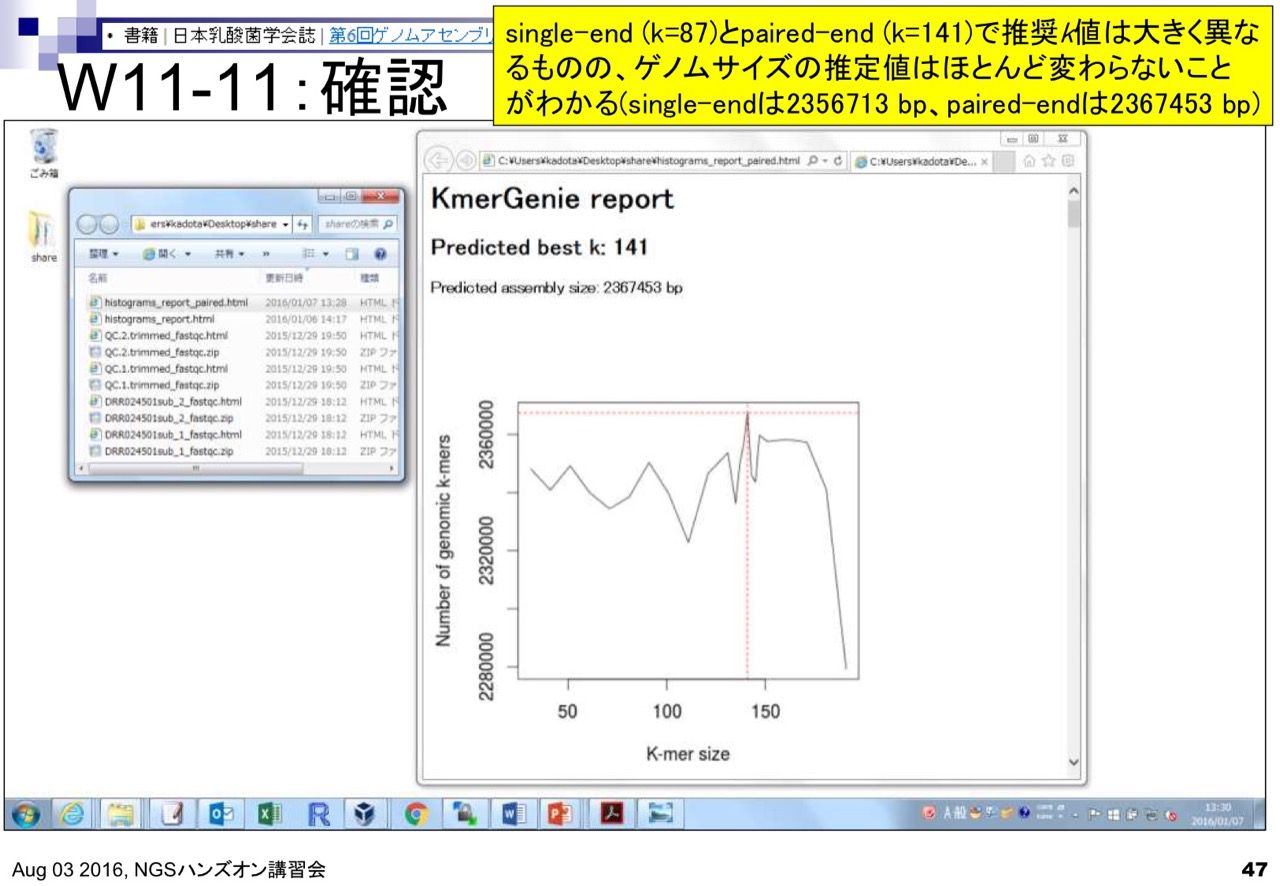 ・ 書籍 | 日本乳酸菌学会誌 | 第6回ゲノムアセンブリ
W11-11：確認
single-end (k=87)とpaired-end (k=141)で推奨k値は大きく異な
るものの、ゲノムサイズの推定値はほとんど変わらないこと
がわかる(single-endは2356713 bp、paired-endは2367453 bp)
ごみ箱
share
ers¥kadota¥Desktop¥share
shareの検索
整理
開く
共有
»
名前 更新日時 種類
histograms_report_paired.html 2016/01/07 13:28 HTML ド
histograms_report.html 2016/01/06 14:17 HTML ド
QC.2.trimmed_fastqc.html 2015/12/29 19:50 HTML ド
QC.2.trimmed_fastqc.zip 2015/12/29 19:50 ZIP ファ
QC.1.trimmed_fastqc.html 2015/12/29 19:50 HTML ド
QC.1.trimmed_fastqc.zip 2015/12/29 19:50 ZIP ファ
DRR024501sub_2_fastqc.html 2015/12/29 18:12 HTML ド
DRR024501sub_2_fastqc.zip 2015/12/29 18:12 ZIP ファ
DRR024501sub_1_fastqc.html 2015/12/29 18:12 HTML ド
DRR024501sub_1_fastqc.zip 2015/12/29 18:12 ZIP ファ
C:¥Users¥kadota¥Desktop¥share¥histograms_report_paired.html
C:¥Users¥kadota¥De...
KmerGenie report
Predicted best k: 141
Predicted assembly size: 2367453 bp
Number of genomic k-mers
2360000
2320000
2280000
50 100 150
K-mer size
A 般
13:30
2016/01/07
Aug 03 2016, NGSハンズオン講習会
47